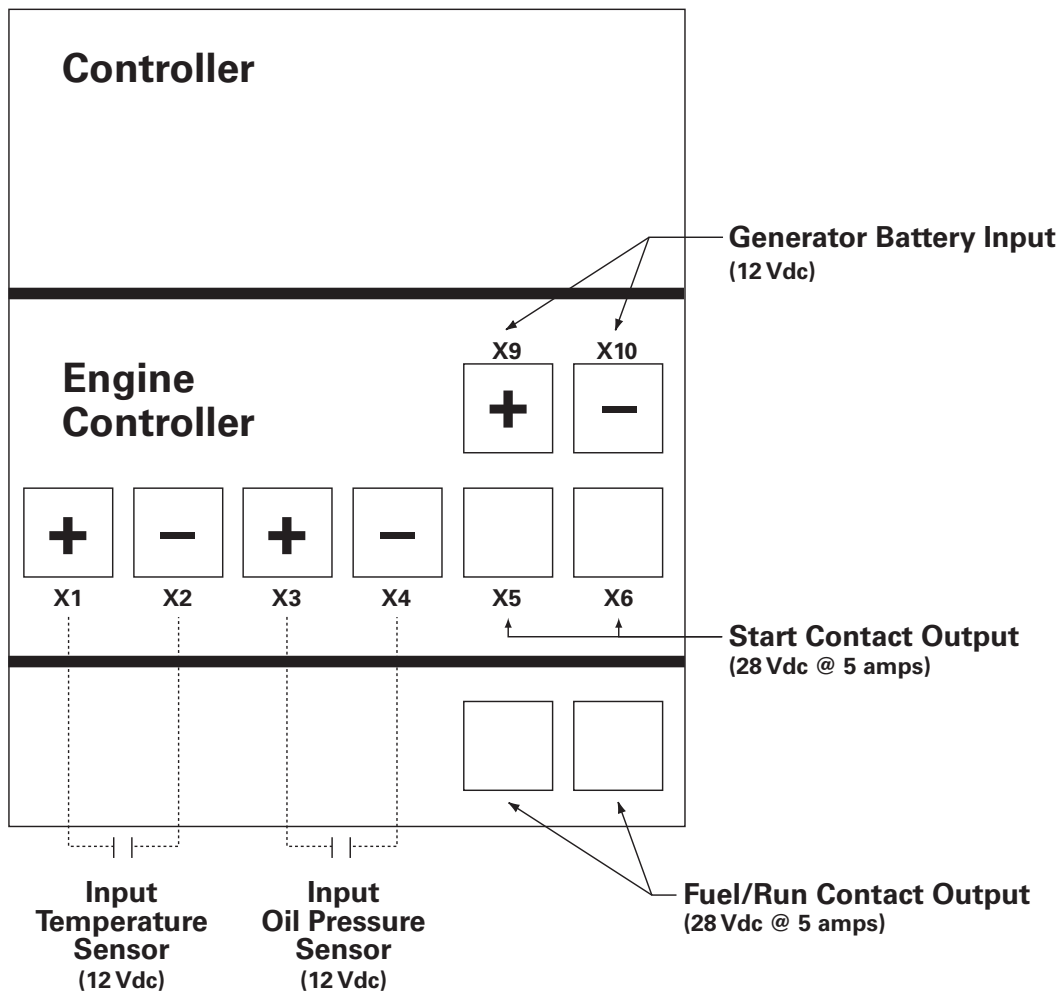 Controller
Generator Battery Input
(12 Vdc)
X9 X10
Engine
Controller
+ −
+ − + −
X1 X2 X3 X4 X5 X6
Start Contact Output
(28 Vdc @ 5 amps)
Fuel/Run Contact Output
(28 Vdc @ 5 amps)
Input
Temperature
Sensor
(12 Vdc)
Input
Oil Pressure
Sensor
(12 Vdc)